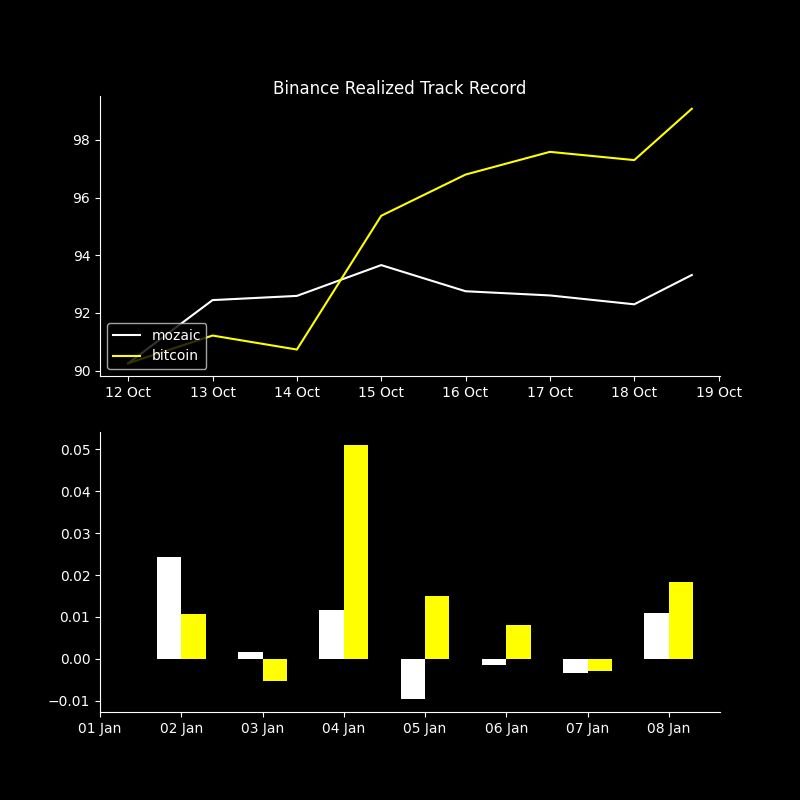 Binance Realized Track Record
98
96
94
92
90
mozaic
bitcoin
12 Oct 13 Oct 14 Oct 15 Oct 16 Oct 17 Oct 18 Oct 19 Oct
0.05
0.04
0.03
0.02
0.01
0.00
−0.01
01 Jan 02 Jan 03 Jan 04 Jan 05 Jan 06 Jan 07 Jan 08 Jan